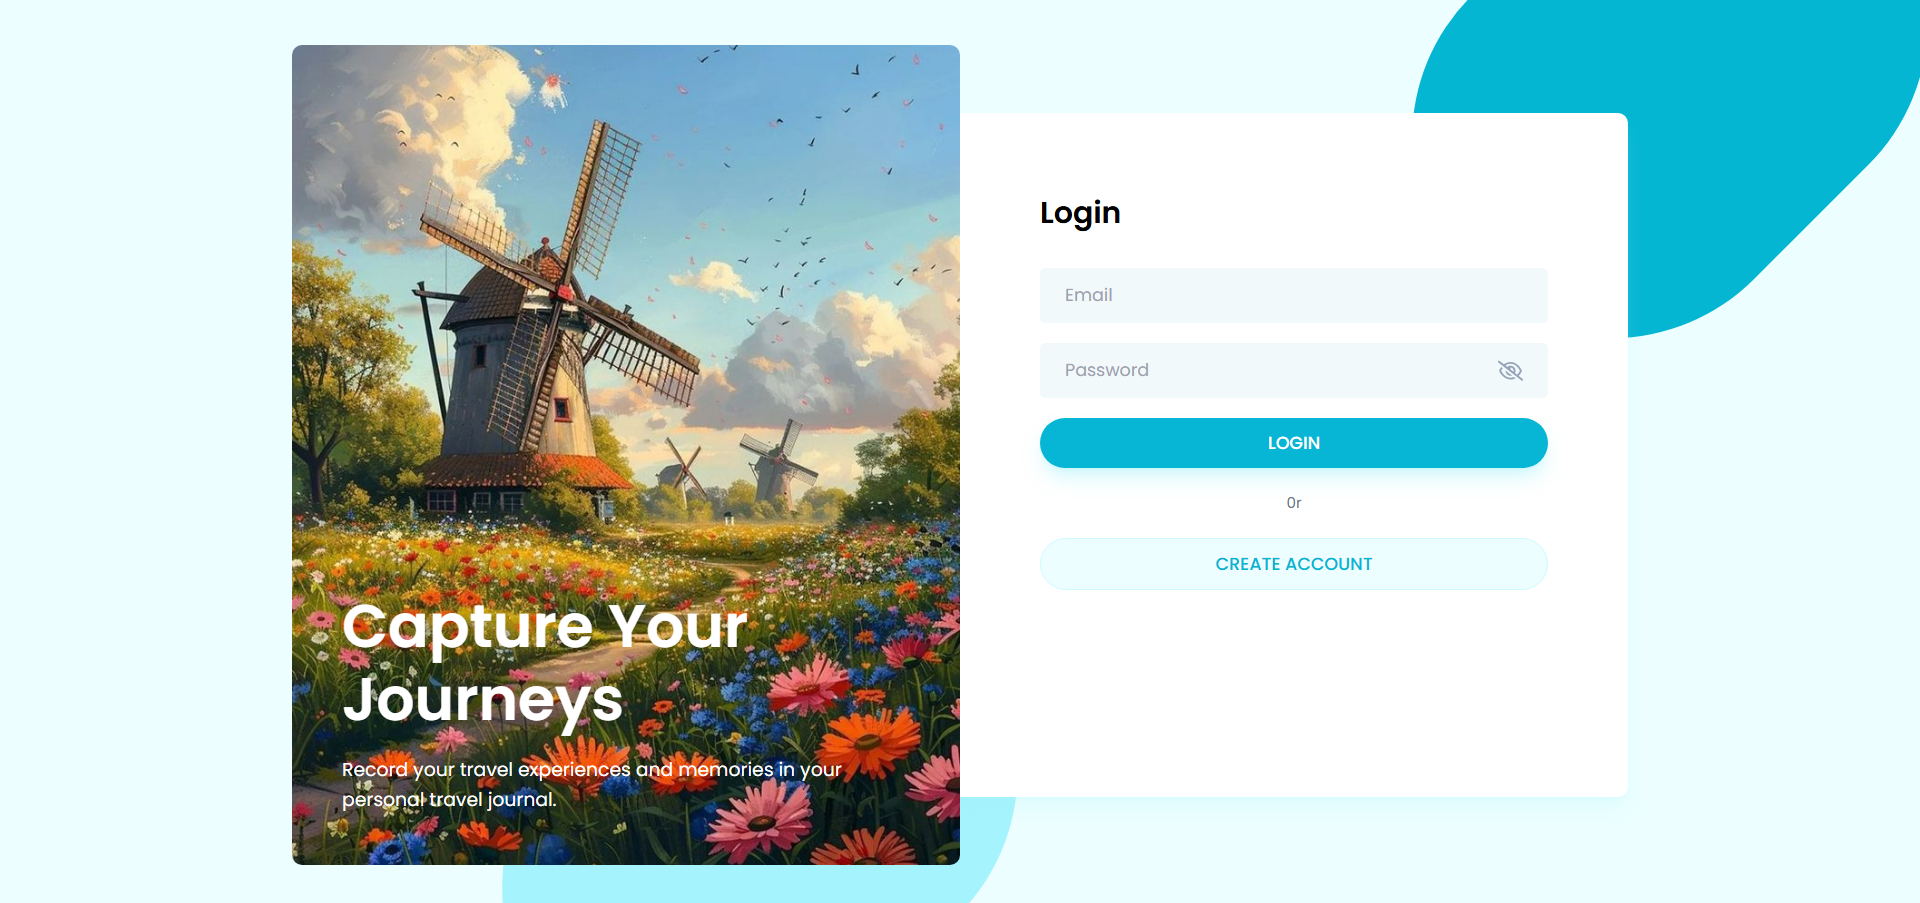 Capture Your
Journeys
Record your travel experiences and memories in your
personal travel journal.
Login
Email
Password
LOGIN
0r
CREATE ACCOUNT